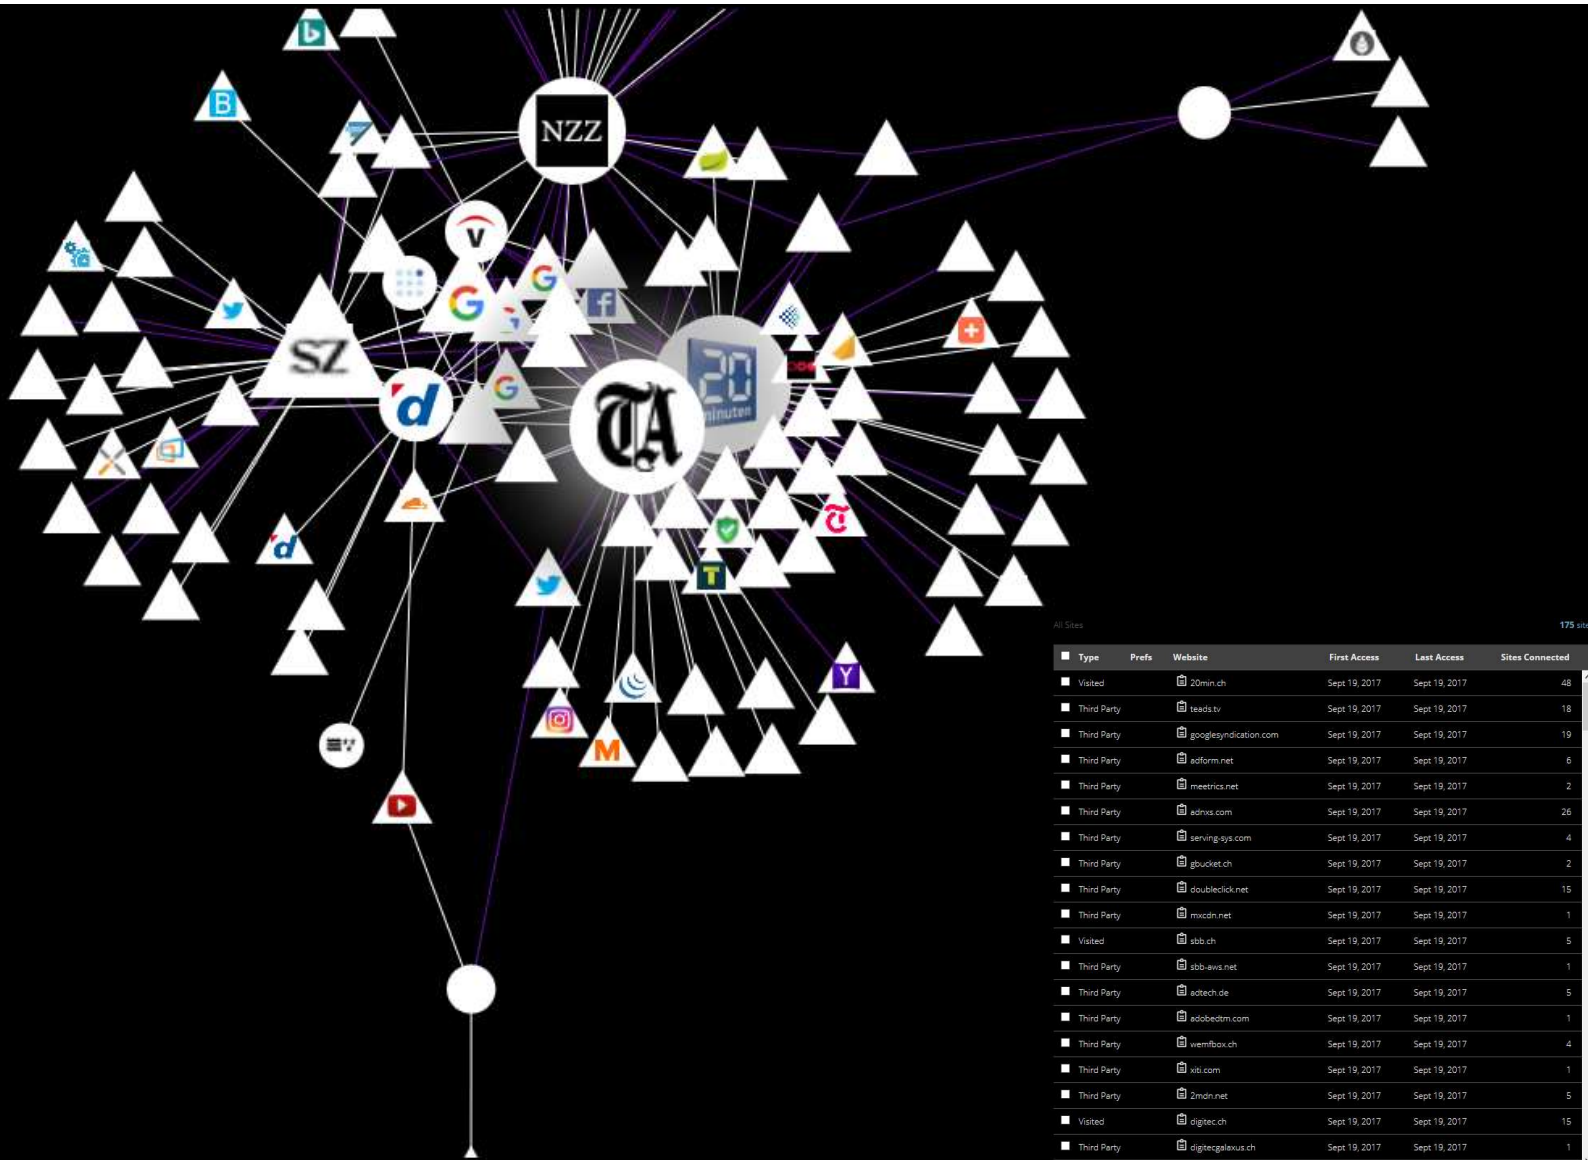 NZZ
B
V
SZ
20
minuten
TA
d
d
T
Y
M
All Sites 175 site
Type Prefs Website First Access Last Access Sites Connected
Visited 20min.ch Sept 19, 2017 Sept 19, 2017 48
Third Party teads.tv Sept 19, 2017 Sept 19, 2017 18
Third Party googlesyndication.com Sept 19, 2017 Sept 19, 2017 19
Third Party adform.net Sept 19, 2017 Sept 19, 2017 6
Third Party meetrics.net Sept 19, 2017 Sept 19, 2017 2
Third Party adnxs.com Sept 19, 2017 Sept 19, 2017 26
Third Party serving-sys.com Sept 19, 2017 Sept 19, 2017 4
Third Party gbucket.ch Sept 19, 2017 Sept 19, 2017 2
Third Party doubleclick.net Sept 19, 2017 Sept 19, 2017 15
Third Party mxcdn.net Sept 19, 2017 Sept 19, 2017 1
Visited sbb.ch Sept 19, 2017 Sept 19, 2017 5
Third Party sbb-aws.net Sept 19, 2017 Sept 19, 2017 1
Third Party adtech.de Sept 19, 2017 Sept 19, 2017 5
Third Party adobedtm.com Sept 19, 2017 Sept 19, 2017 1
Third Party wemfbox.ch Sept 19, 2017 Sept 19, 2017 4
Third Party xiti.com Sept 19, 2017 Sept 19, 2017 1
Third Party 2mdn.net Sept 19, 2017 Sept 19, 2017 5
Visited digitec.ch Sept 19, 2017 Sept 19, 2017 15
Third Party digitecgalaxus.ch Sept 19, 2017 Sept 19, 2017 1